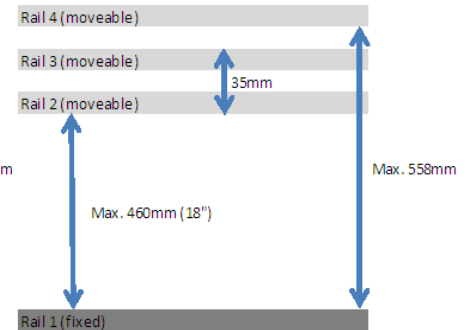 Rail 4 (moveable)
Rail 3 (moveable)
35mm
Rail 2 (moveable)
m
Max. 558mm
Max. 460mm (18")
Rail 1 (fixed)